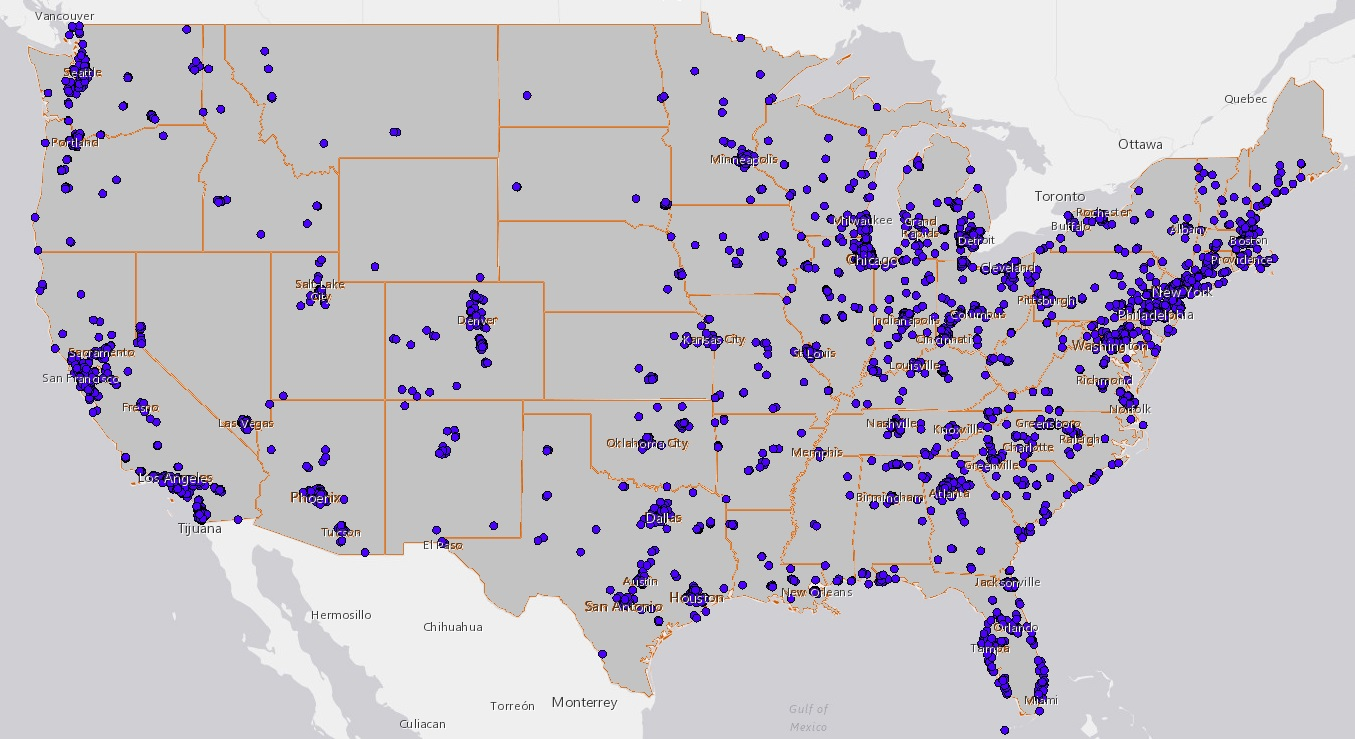 Vancouver
Seattle
Quebec
Portland
Minneapolis
Ottawa
Toronto
Rochester
Buffalo
Albany
Boston
Providence
Milwaukee
Grand
Rapids
Detroit
Chicago
Cleveland
New York
Pittsburgh
Philadelphia
Salt Lake
City
Denver
Indianapolis
Columbus
Cincinnati
Washington
Sacramento
San Francisco
Kansas City
St Louis
Louisville
Richmond
Norfolk
Fresno
Las Vegas
Nashville
Knoxville
Greensboro
Raleigh
Charlotte
Oklahoma City
Memphis
Greenville
Los Angeles
Phoenix
Birmingham
Atlanta
Tijuana
Tucson
Dallas
El Paso
Austin
Jacksonville
New Orleans
Houston
San Antonio
Hermosillo
Chihuahua
Orlando
Tampa
Miami
Torreón
Monterrey
Culiacan
Gulf of
Mexico